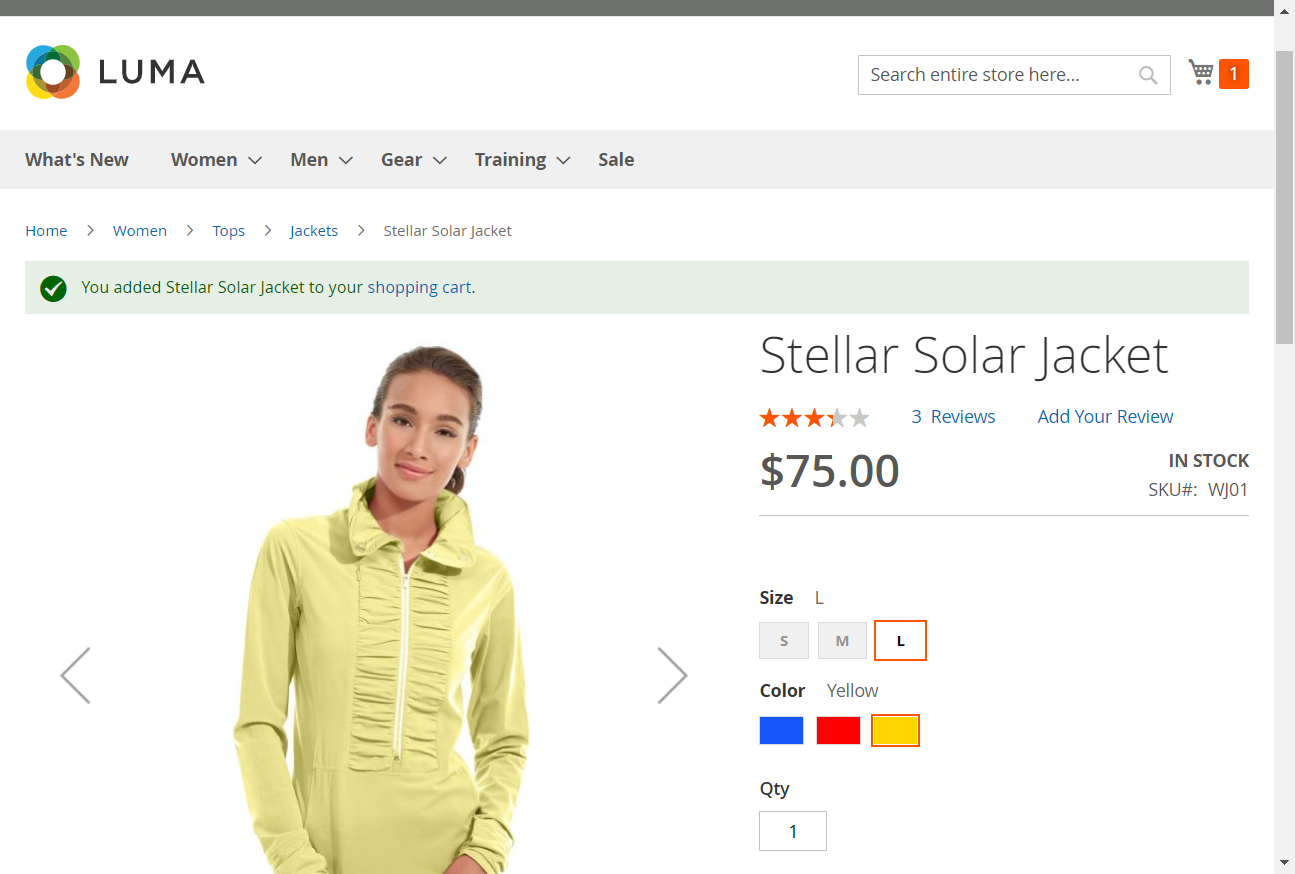 LUMA
Search entire store here...
1
What's New Women Men Gear Training Sale
Home Women Tops Jackets Stellar Solar Jacket
You added Stellar Solar Jacket to your shopping cart.
Stellar Solar Jacket
3 Reviews Add Your Review
$75.00
IN STOCK
SKU#: WJ01
Size L
S M L
Color Yellow
Qty
1